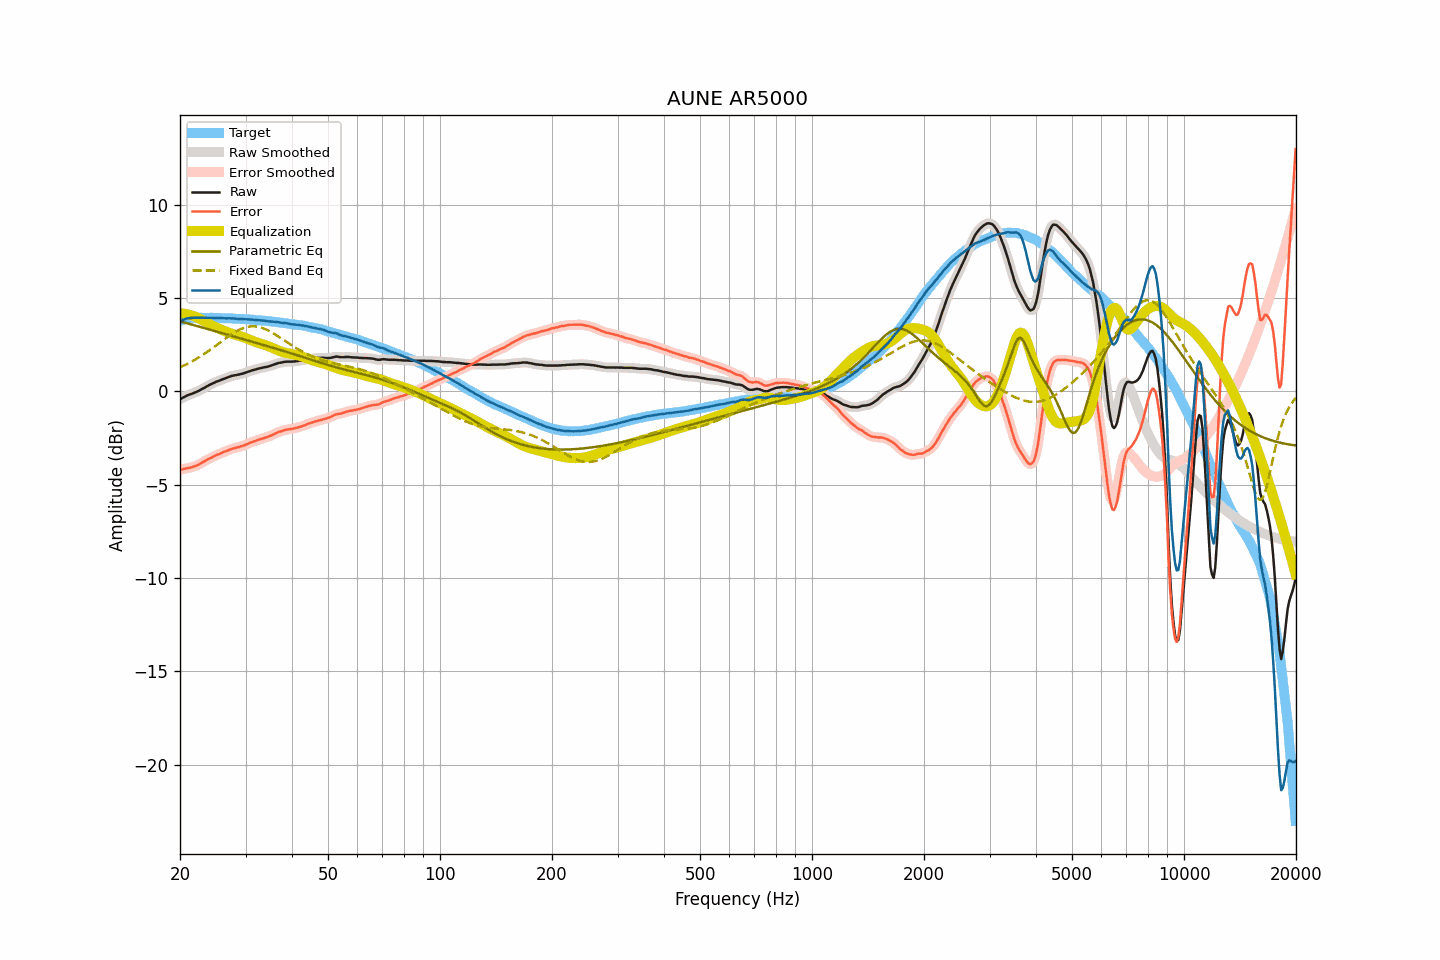 AUNE AR5000
Target
Raw Smoothed
Error Smoothed
Raw
Error
Equalization
Parametric Eq
Fixed Band Eq
Equalized
10
5
0
−5
−10
−15
−20
Amplitude (dBr)
20 50 100 200 500 1000 2000 5000 10000 20000
Frequency (Hz)